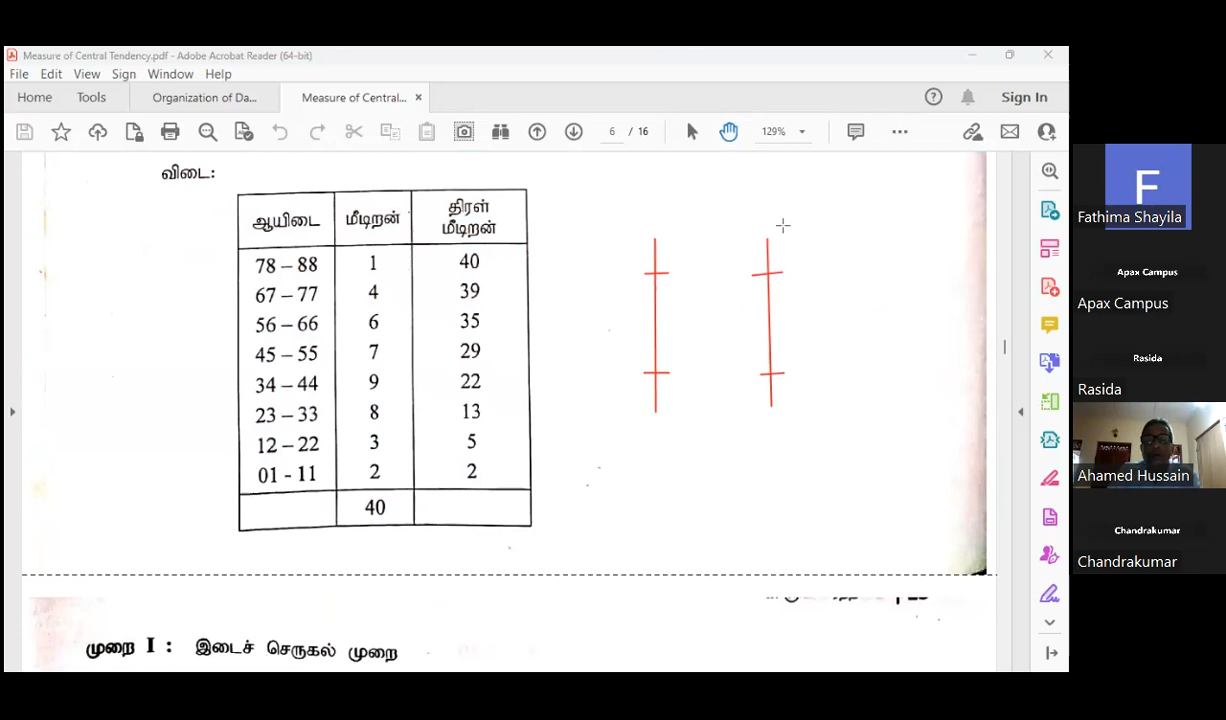 Measure of Central Tendency.pdf - Adobe Acrobat Reader (64-bit)
File Edit View Sign Window Help
Home Tools Organization of Da... Measure of Central... × Sign In
6 / 16 129%
விடை:
ஆயிடை மீடிறன் திரள் மீடிறன்
78 – 88 1 40
67 – 77 4 39
56 – 66 6 35
45 – 55 7 29
34 – 44 9 22
23 – 33 8 13
12 – 22 3 5
01 - 11 2 2
40
முறை I : இடைச் செருகல் முறை
F
Fathima Shayila
Apax Campus
Apax Campus
Rasida
Rasida
Ahamed Hussain
Chandrakumar
Chandrakumar